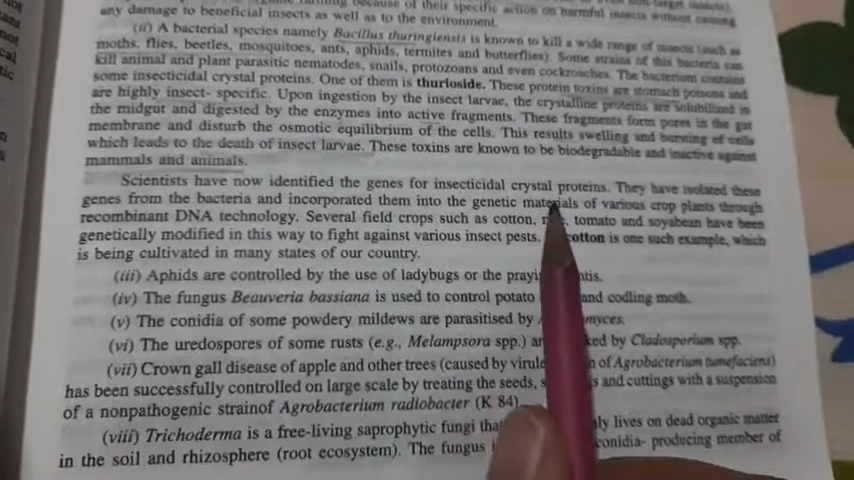 because of their specific action on harmful insects without causing
any damage to beneficial insects as well as to the environment.
(ii) A bacterial species namely Bacillus thuringiensis is known to kill a wide range of insects (such as
moths, flies, beetles, mosquitoes, ants, aphids, termites and butterflies). Some strains of this bacteria can
kill animal and plant parasitic nematodes, snails, protozoans and even cockroaches. The bacterium contains
some insecticidal crystal proteins. One of them is thurioside. These protein toxins are stomach poisons and
are highly insect- specific. Upon ingestion by the insect larvae, the crystalline proteins are solubilized in
the midgut and digested by the enzymes into active fragments. These fragments form pores in the gut
membrane and disturb the osmotic equilibrium of the cells. This results swelling and bursting of cells
which leads to the death of insect larvae. These toxins are known to be biodegradable and inactive against
mammals and animals.
Scientists have now identified the genes for insecticidal crystal proteins. They have isolated these
genes from the bacteria and incorporated them into the genetic materials of various crop plants through
recombinant DNA technology. Several field crops such as cotton, tomato and soyabean have been
genetically modified in this way to fight against various insect pests. cotton is one such example, which
is being cultivated in many states of our country.
(iii) Aphids are controlled by the use of ladybugs or the
(iv) The fungus Beauveria bassiana is used to control potato and codling moth.
(v) The conidia of some powdery mildews are parasitised by
(vi) The uredospores of some rusts (e.g., Melampsora spp.) by Cladosporium spp.
(vii) Crown gall disease of apple and other trees (caused by of Agrobacterium tumefaciens)
has been successfully controlled on large scale by treating the seeds, and cuttings with a suspension
of a nonpathogenic strainof Agrobacterium radiobacter (K 84).
(viii) Trichoderma is a free-living saprophytic fungi lives on dead organic matter
in the soil and rhizosphere (root ecosystem). The fungus conidia- producing member of